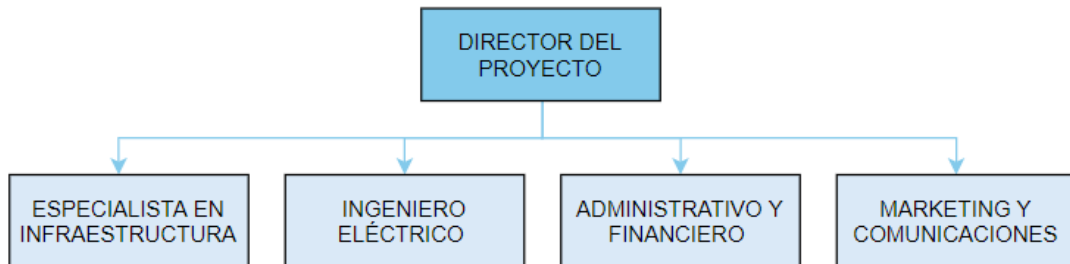 DIRECTOR DEL
PROYECTO
ESPECIALISTA EN
INFRAESTRUCTURA
INGENIERO
ELÉCTRICO
ADMINISTRATIVO Y
FINANCIERO
MARKETING Y
COMUNICACIONES